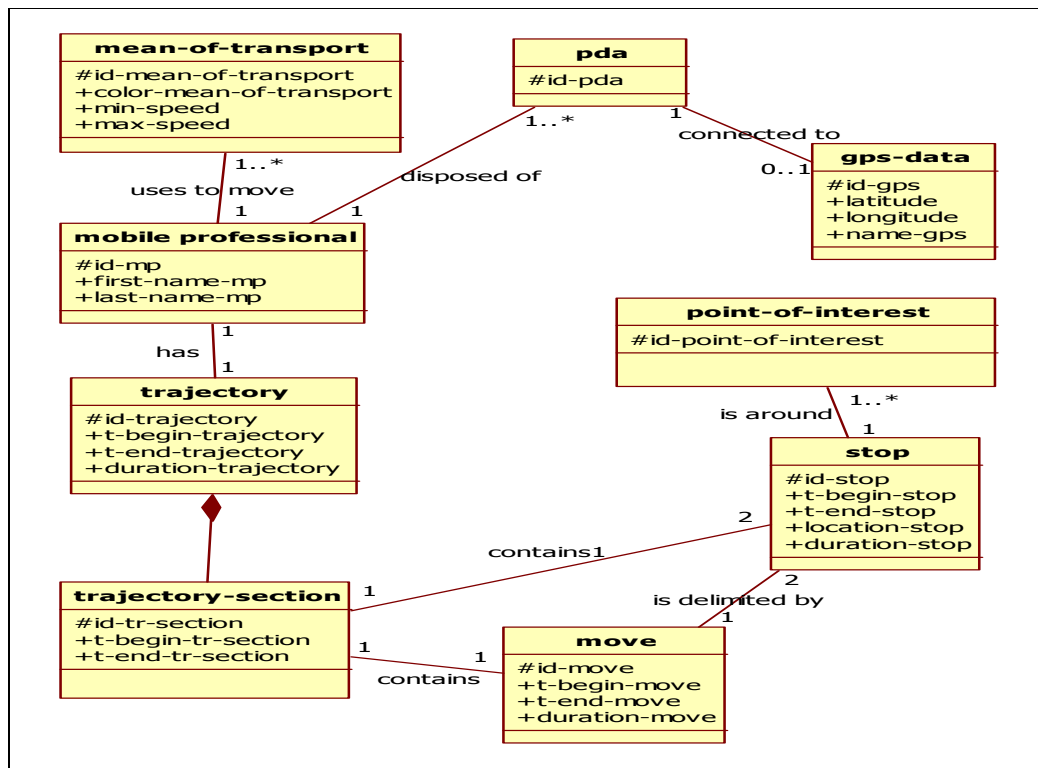 mean-of-transport
#id-mean-of-transport
+color-mean-of-transport
+min-speed
+max-speed
pda
#id-pda
1..*
1
connected to
0..1
gps-data
#id-gps
+latitude
+longitude
+name-gps
1..*
uses to move
1
disposed of
1
mobile professional
#id-mp
+first-name-mp
+last-name-mp
1
has
1
point-of-interest
#id-point-of-interest
1..*
is around
1
trajectory
#id-trajectory
+t-begin-trajectory
+t-end-trajectory
+duration-trajectory
stop
#id-stop
+t-begin-stop
+t-end-stop
+location-stop
+duration-stop
2
contains1
1
2
is delimited by
1
trajectory-section
#id-tr-section
+t-begin-tr-section
+t-end-tr-section
1
contains
1
move
#id-move
+t-begin-move
+t-end-move
+duration-move